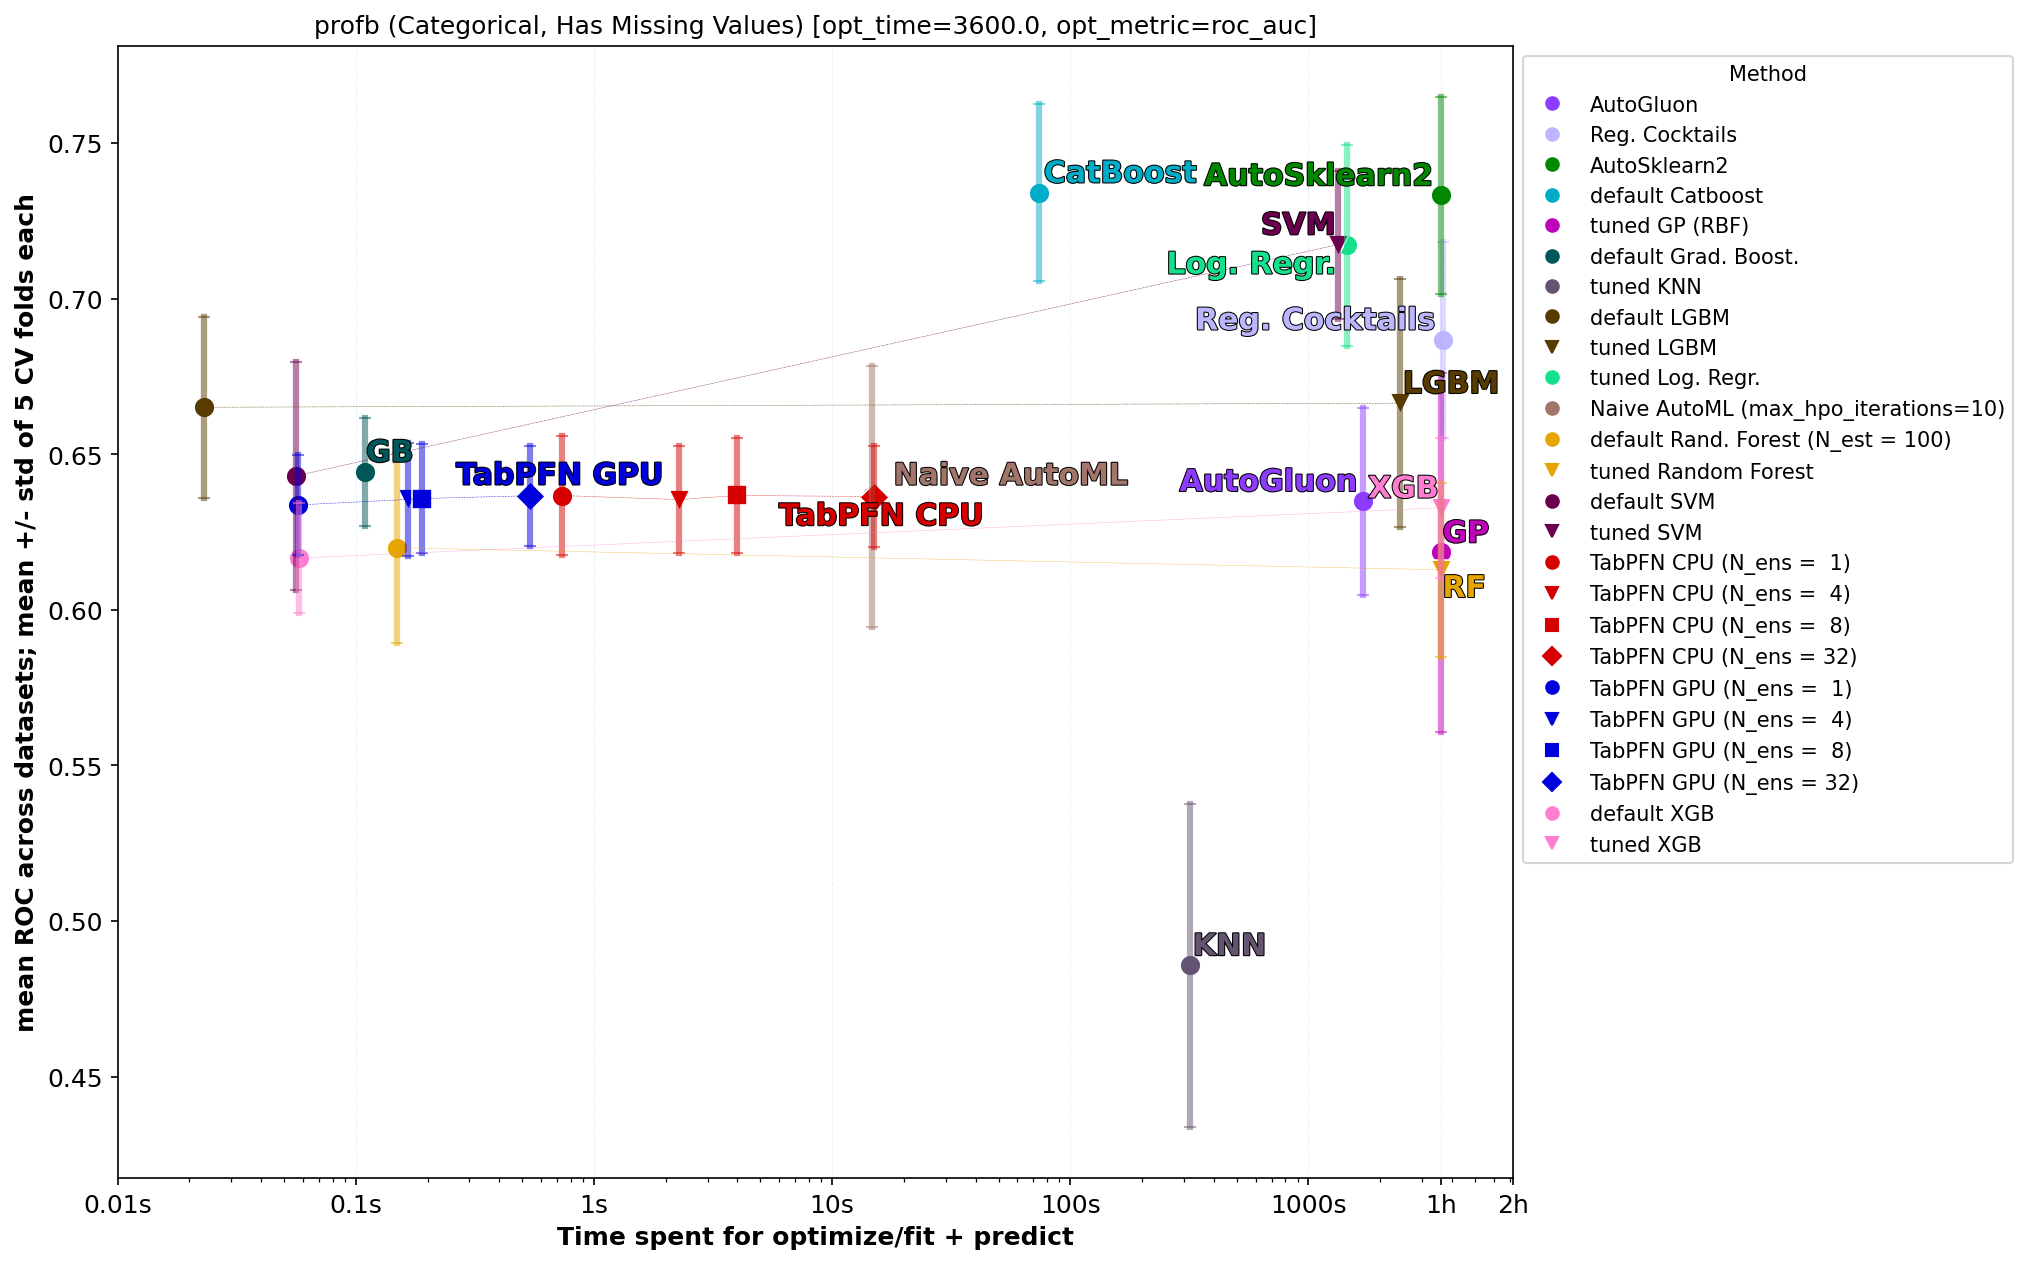 profb (Categorical, Has Missing Values) [opt_time=3600.0, opt_metric=roc_auc]
mean ROC across datasets; mean +/- std of 5 CV folds each
0.75
0.70
0.65
0.60
0.55
0.50
0.45
CatBoost
AutoSklearn2
SVM
Log. Regr.
Reg. Cocktails
LGBM
GB
TabPFN GPU
Naive AutoML
TabPFN CPU
AutoGluon
XGB
GP
RF
KNN
0.01s
0.1s
1s
10s
100s
1000s
1h
2h
Time spent for optimize/fit + predict
Method
AutoGluon
Reg. Cocktails
AutoSklearn2
default Catboost
tuned GP (RBF)
default Grad. Boost.
tuned KNN
default LGBM
tuned LGBM
tuned Log. Regr.
Naive AutoML (max_hpo_iterations=10)
default Rand. Forest (N_est = 100)
tuned Random Forest
default SVM
tuned SVM
TabPFN CPU (N_ens =  1)
TabPFN CPU (N_ens =  4)
TabPFN CPU (N_ens =  8)
TabPFN CPU (N_ens = 32)
TabPFN GPU (N_ens =  1)
TabPFN GPU (N_ens =  4)
TabPFN GPU (N_ens =  8)
TabPFN GPU (N_ens = 32)
default XGB
tuned XGB